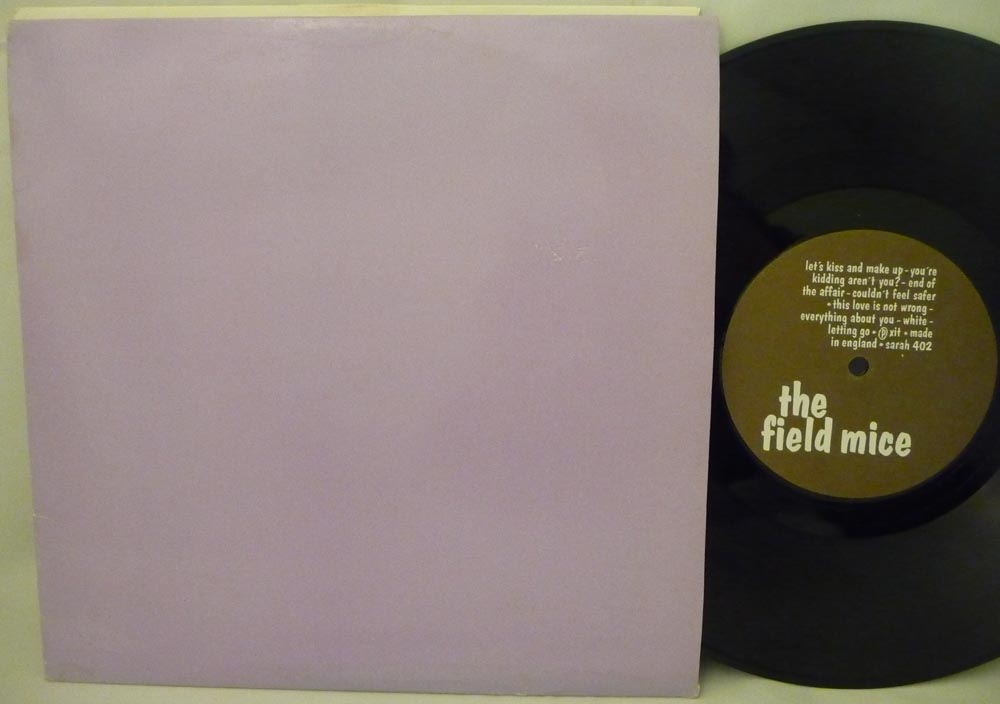 let's kiss and make up - you're
kidding aren't you? - end of
the affair - couldn't feel safer
• this love is not wrong -
everything about you - white -
letting go • ℗ xit • made
in england • sarah 402
the
field mice